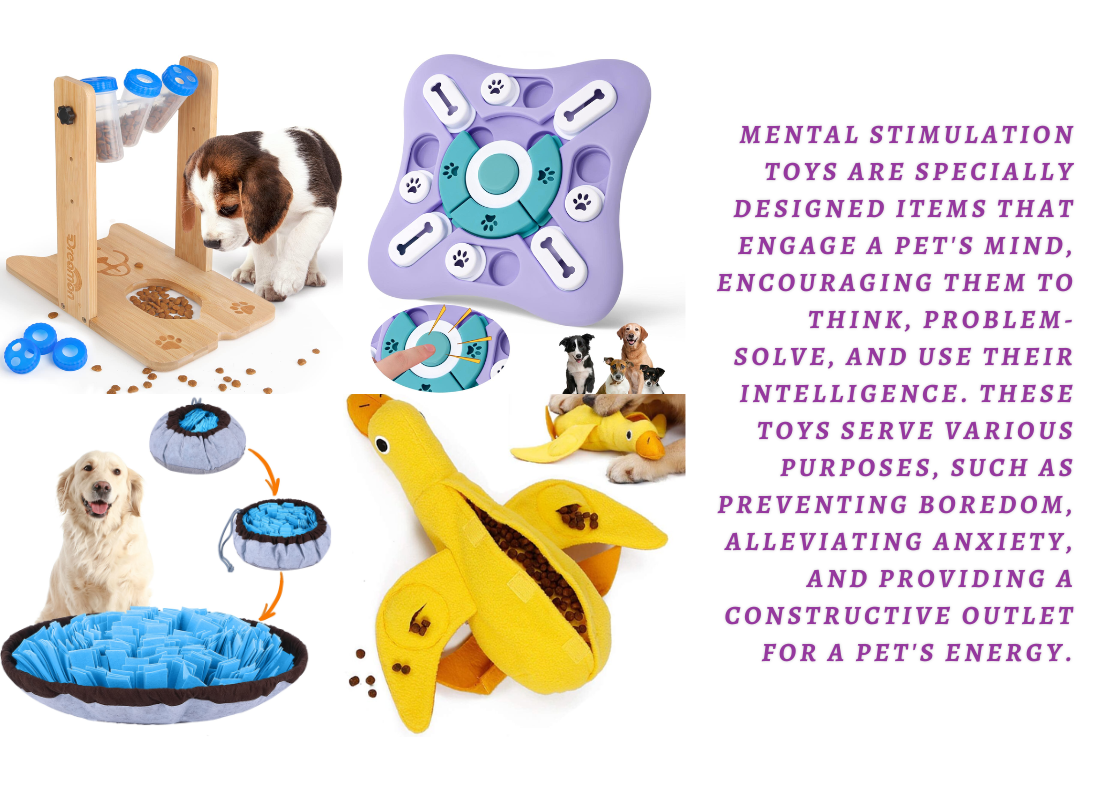 Dreamon
MENTAL STIMULATION
TOYS ARE SPECIALLY
DESIGNED ITEMS THAT
ENGAGE A PET'S MIND,
ENCOURAGING THEM TO
THINK, PROBLEM-
SOLVE, AND USE THEIR
INTELLIGENCE. THESE
TOYS SERVE VARIOUS
PURPOSES, SUCH AS
PREVENTING BOREDOM,
ALLEVIATING ANXIETY,
AND PROVIDING A
CONSTRUCTIVE OUTLET
FOR A PET'S ENERGY.